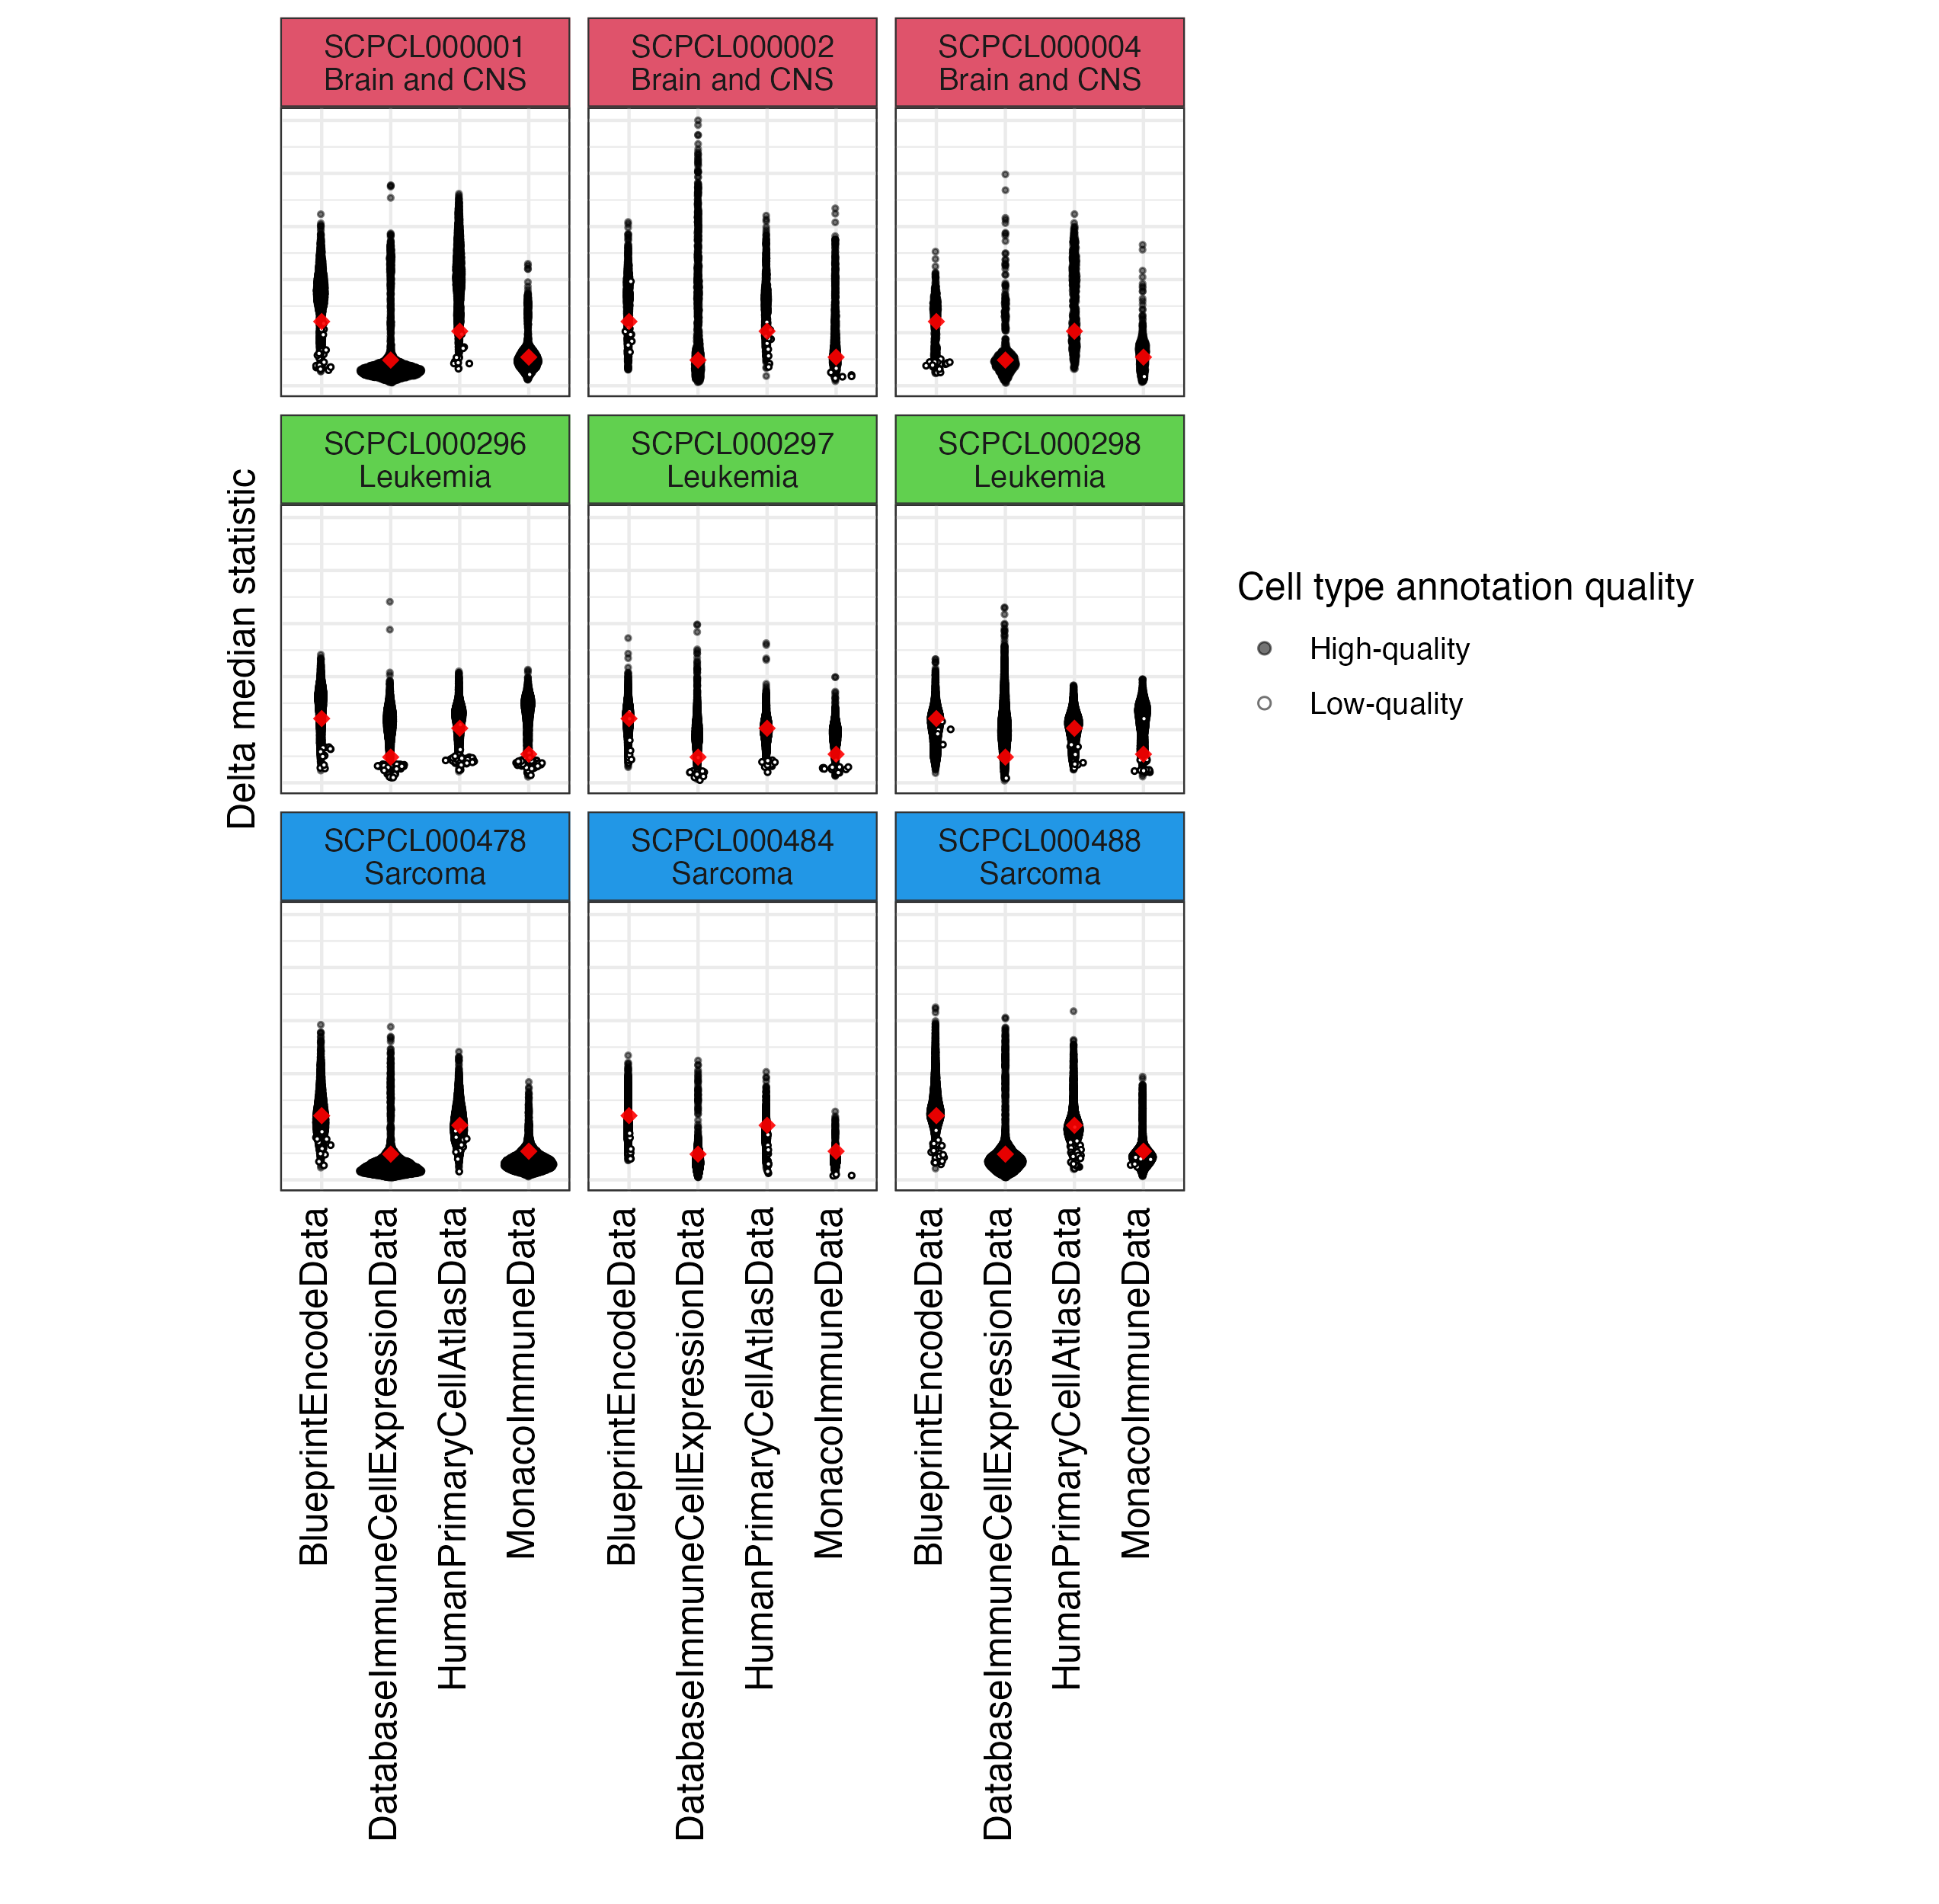 SCPCL000001
Brain and CNS
SCPCL000002
Brain and CNS
SCPCL000004
Brain and CNS
SCPCL000296
Leukemia
SCPCL000297
Leukemia
SCPCL000298
Leukemia
SCPCL000478
Sarcoma
SCPCL000484
Sarcoma
SCPCL000488
Sarcoma
Delta median statistic
BlueprintEncodeData
DatabaseImmuneCellExpressionData
HumanPrimaryCellAtlasData
MonacoImmuneData
BlueprintEncodeData
DatabaseImmuneCellExpressionData
HumanPrimaryCellAtlasData
MonacoImmuneData
BlueprintEncodeData
DatabaseImmuneCellExpressionData
HumanPrimaryCellAtlasData
MonacoImmuneData
Cell type annotation quality
High-quality
Low-quality